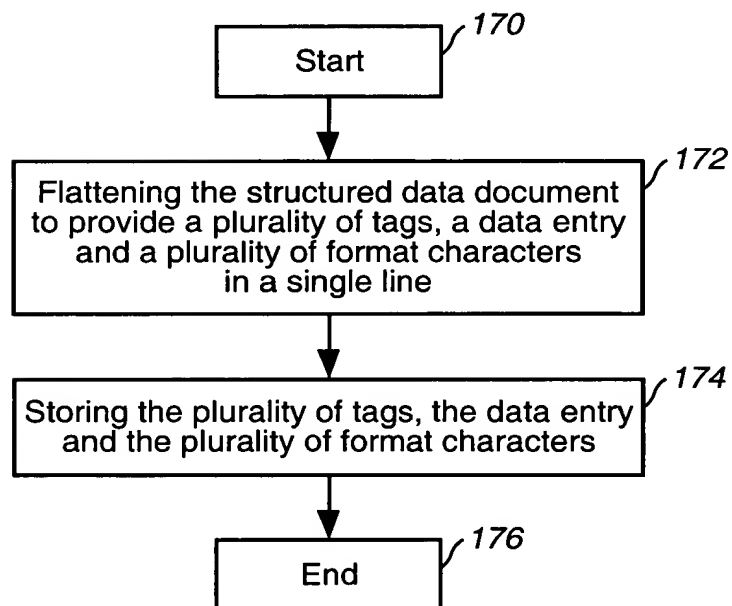 170
Start
172
Flattening the structured data document
to provide a plurality of tags, a data entry
and a plurality of format characters
in a single line
174
Storing the plurality of tags, the data entry
and the plurality of format characters
176
End